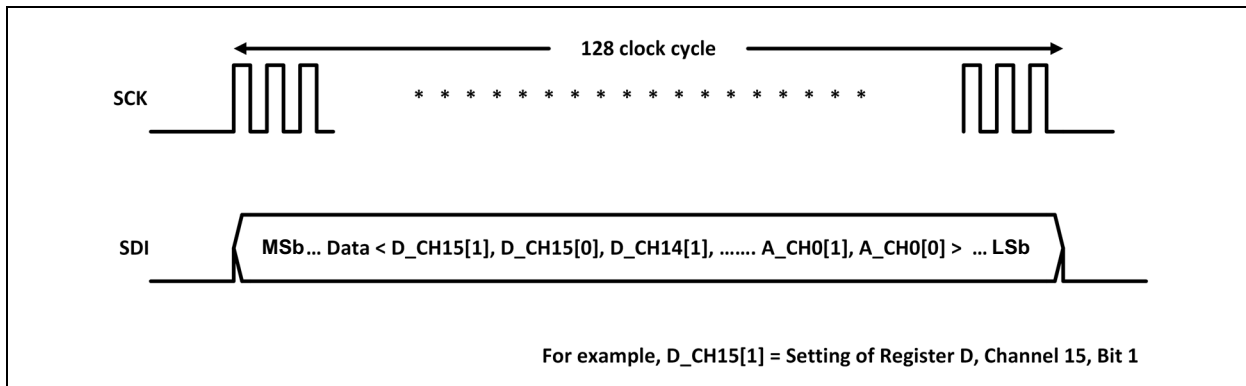 128 clock cycle
SCK
* * * * * * * * * * * * * * * * * *
SDI
MSb... Data < D_CH15[1], D_CH15[0], D_CH14[1], ....... A_CH0[1], A_CH0[0] > ... LSb
For example, D_CH15[1] = Setting of Register D, Channel 15, Bit 1